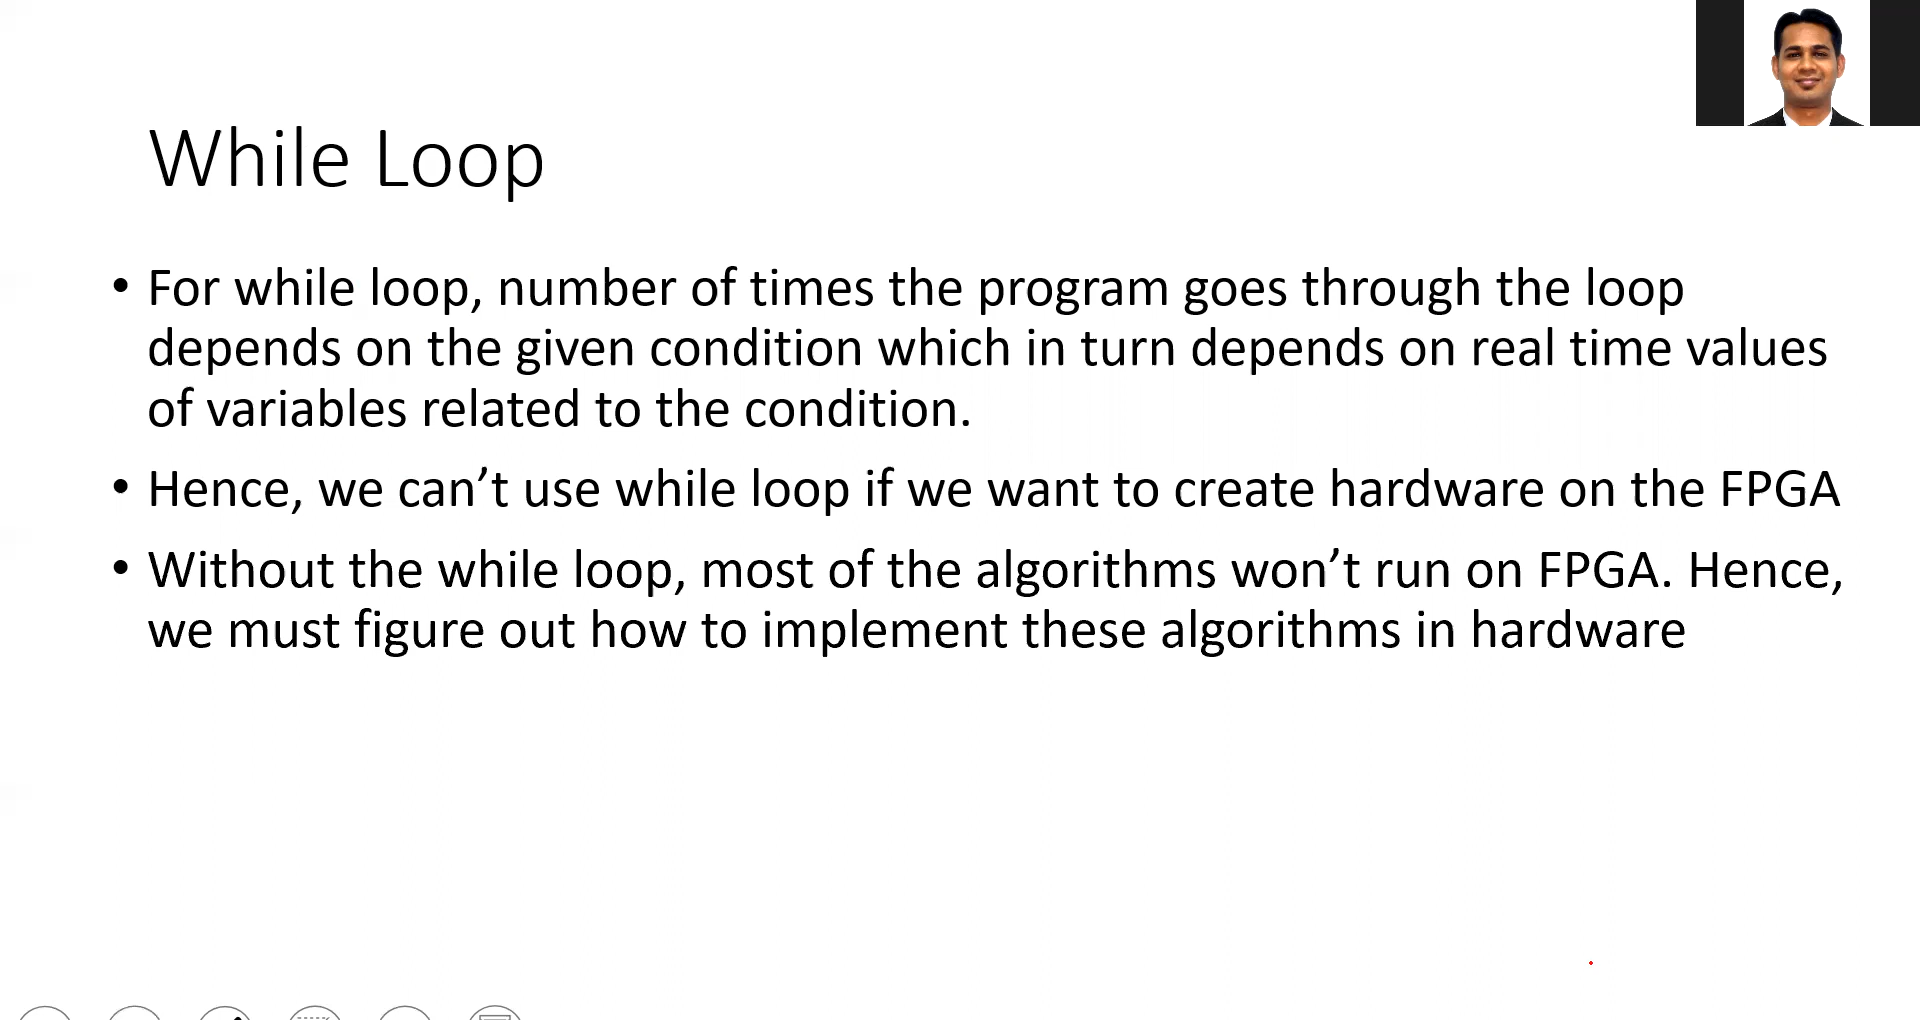 While Loop
• For while loop, number of times the program goes through the loop
depends on the given condition which in turn depends on real time values
of variables related to the condition.
• Hence, we can’t use while loop if we want to create hardware on the FPGA
• Without the while loop, most of the algorithms won’t run on FPGA. Hence,
we must figure out how to implement these algorithms in hardware